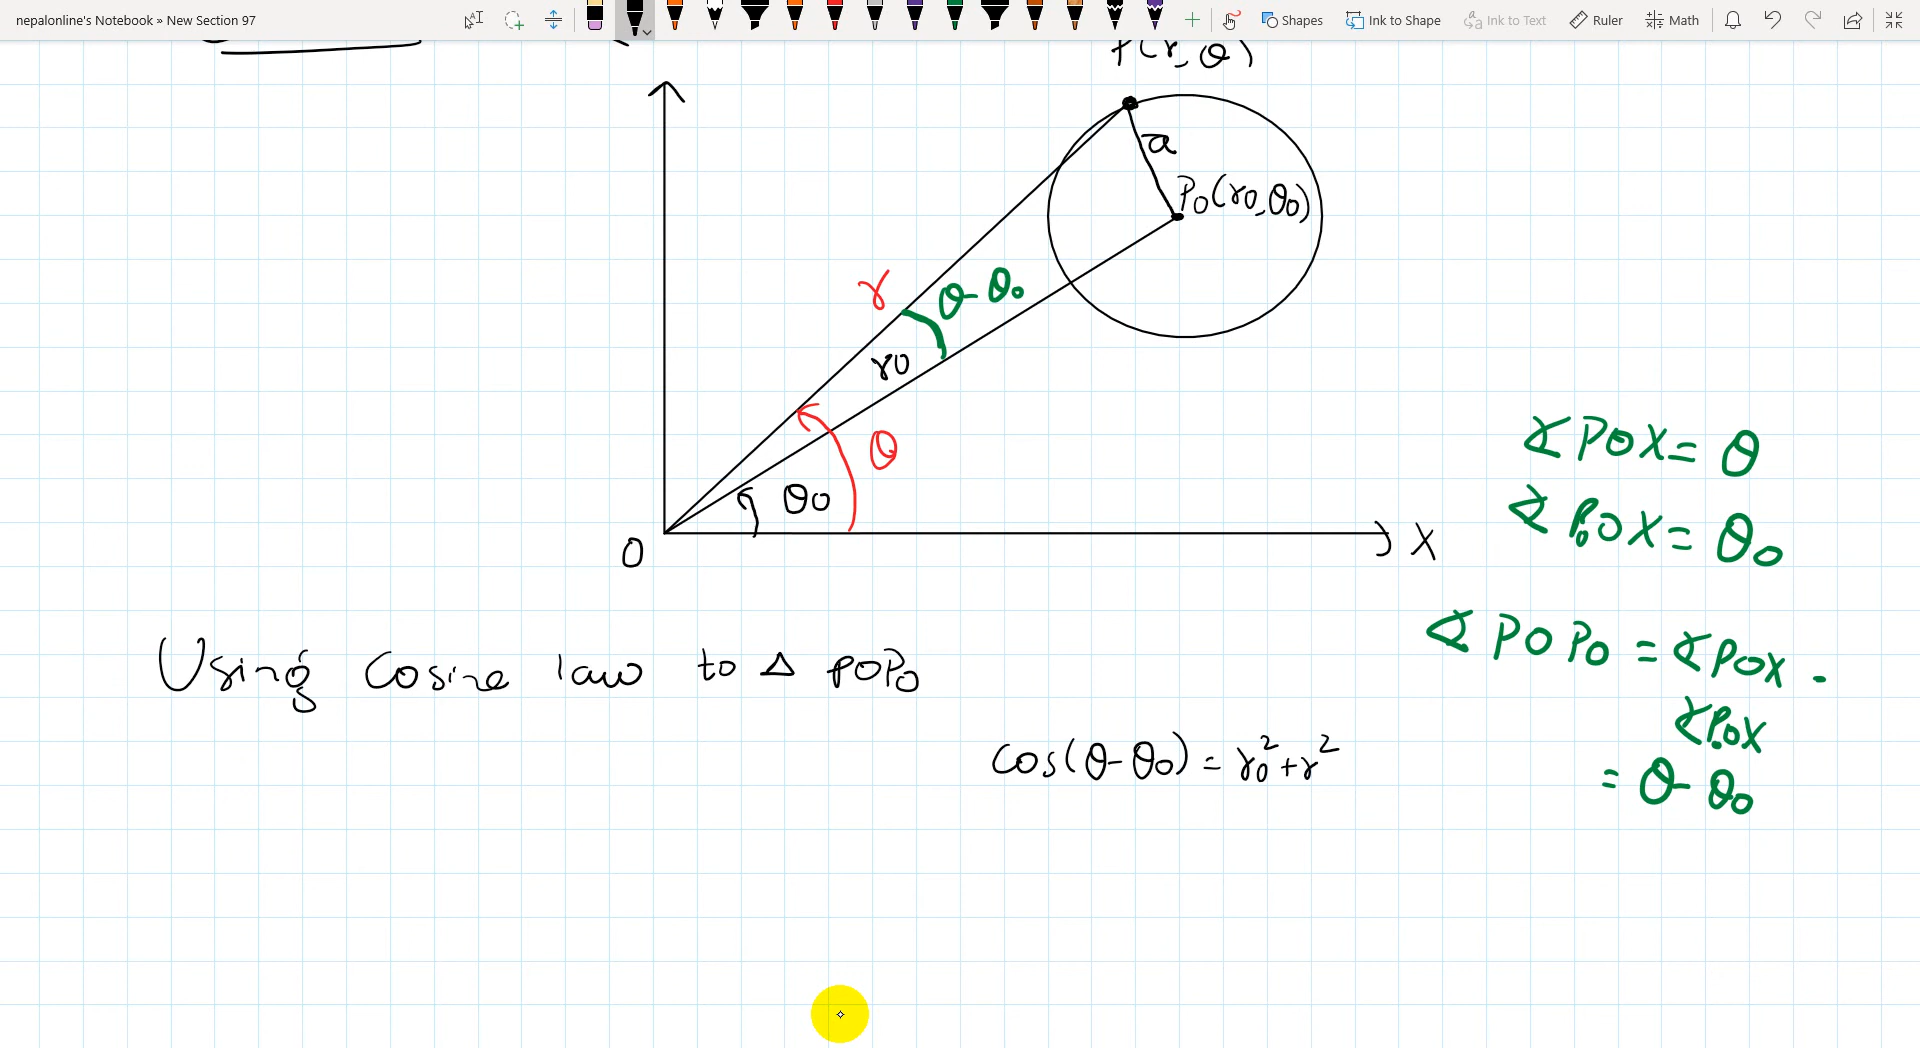 nepalonline's Notebook » New Section 97
Shapes
Ink to Shape
Ink to Text
Ruler
Math
P(r, θ)
a
P0(r0, θ0)
r
θ-θ0
r0
θ
θ0
O
X
∡POX = θ
∡P0OX = θ0
∡POP0 = ∡POX -
∡P0OX
= θ-θ0
Using Cosine law to Δ POP0
cos(θ-θ0) = r0²+r²